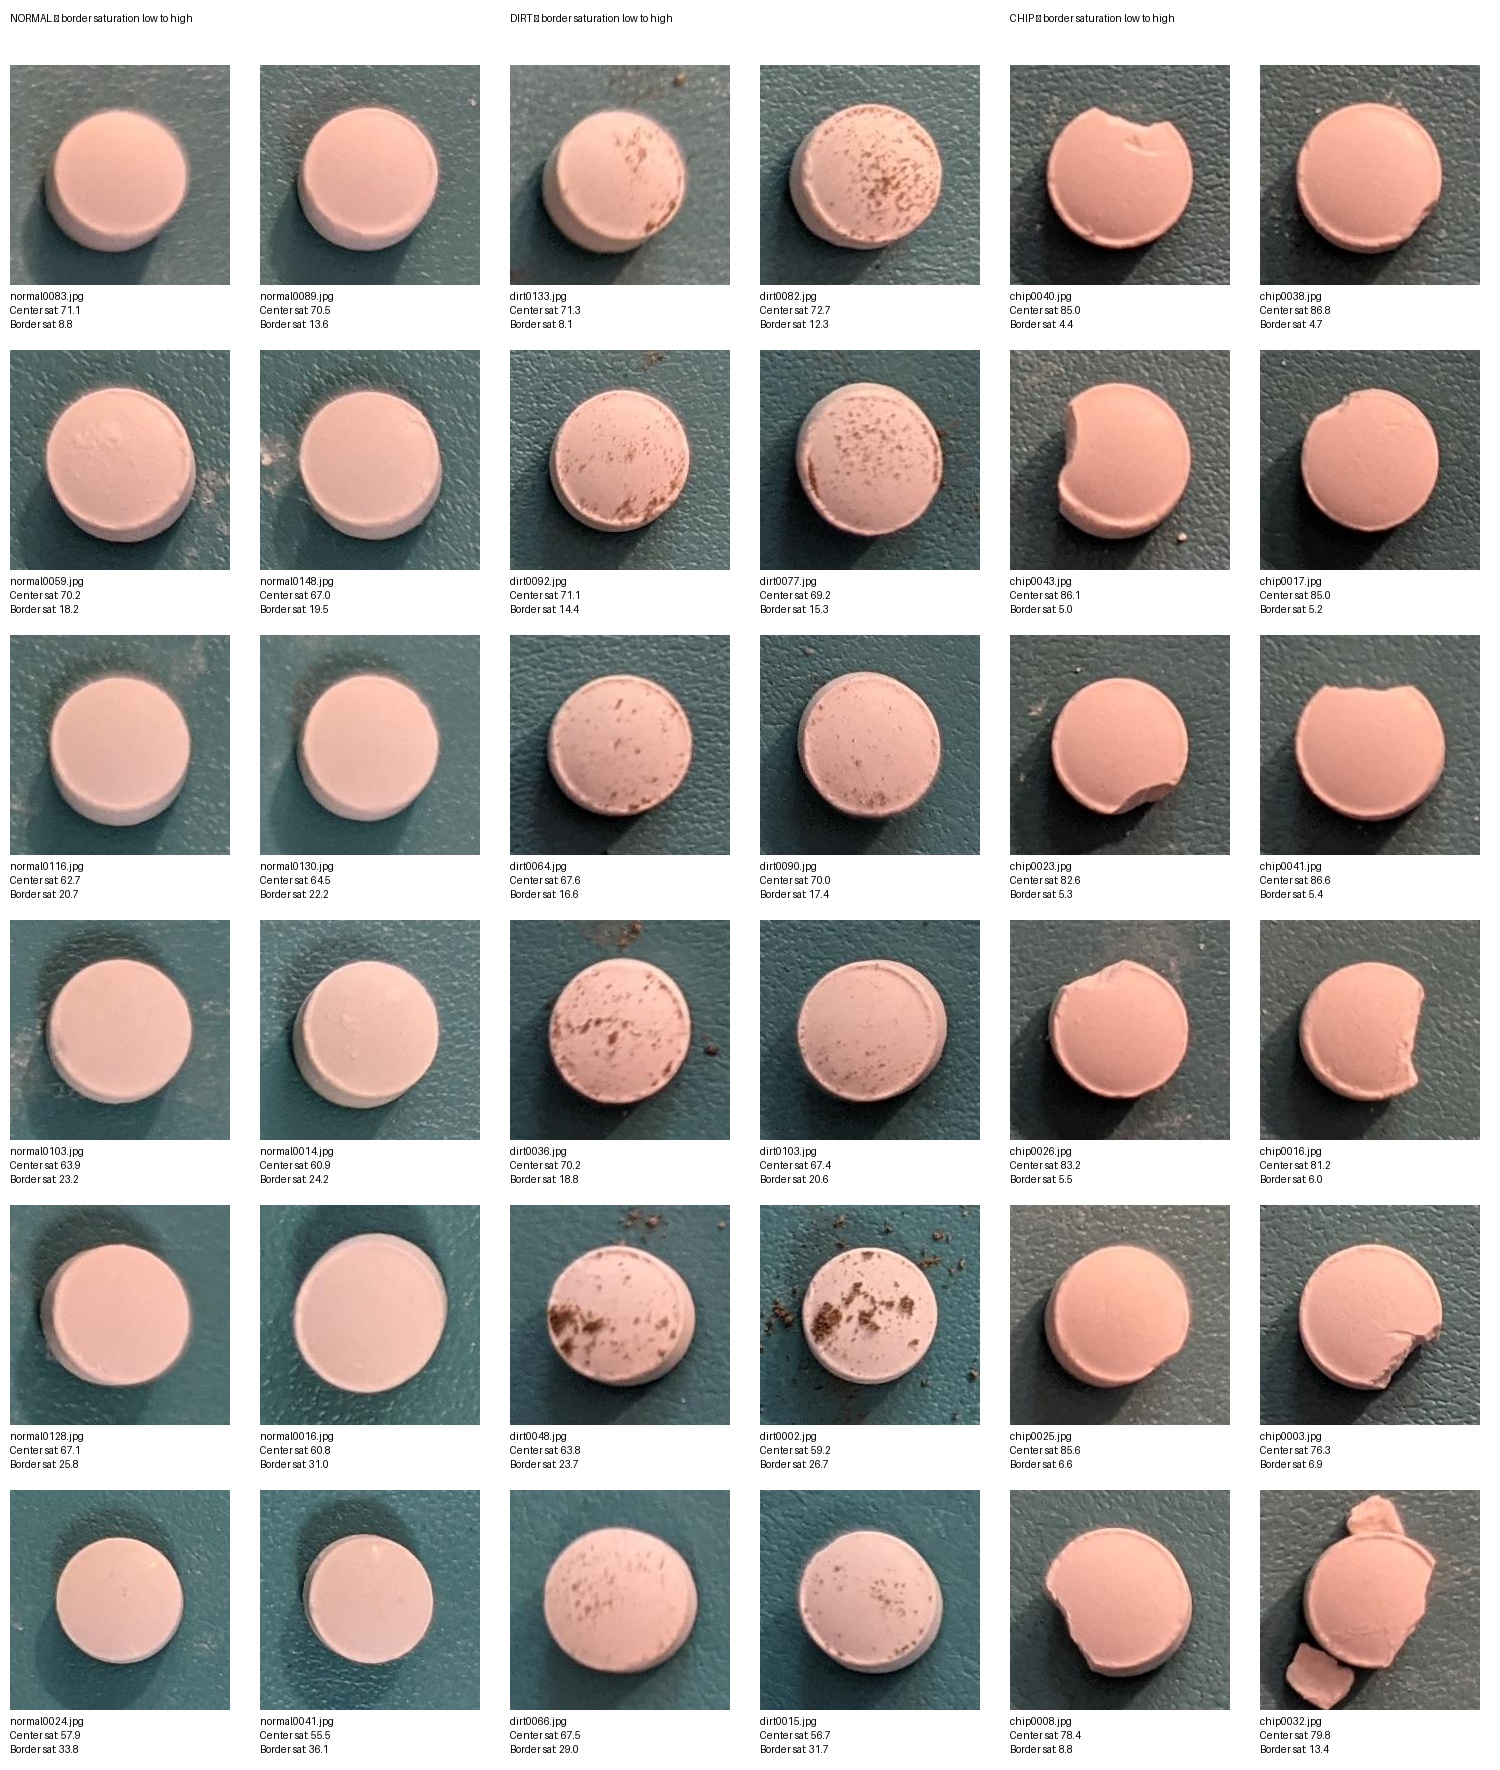 NORMAL ▯ border saturation low to high
DIRT ▯ border saturation low to high
CHIP ▯ border saturation low to high
normal0083.jpg
Center sat 71.1
Border sat 8.8
normal0089.jpg
Center sat 70.5
Border sat 13.6
dirt0133.jpg
Center sat 71.3
Border sat 8.1
dirt0082.jpg
Center sat 72.7
Border sat 12.3
chip0040.jpg
Center sat 85.0
Border sat 4.4
chip0038.jpg
Center sat 86.8
Border sat 4.7
normal0059.jpg
Center sat 70.2
Border sat 18.2
normal0148.jpg
Center sat 67.0
Border sat 19.5
dirt0092.jpg
Center sat 71.1
Border sat 14.4
dirt0077.jpg
Center sat 69.2
Border sat 15.3
chip0043.jpg
Center sat 86.1
Border sat 5.0
chip0017.jpg
Center sat 85.0
Border sat 5.2
normal0116.jpg
Center sat 62.7
Border sat 20.7
normal0130.jpg
Center sat 64.5
Border sat 22.2
dirt0064.jpg
Center sat 67.6
Border sat 16.6
dirt0090.jpg
Center sat 70.0
Border sat 17.4
chip0023.jpg
Center sat 82.6
Border sat 5.3
chip0041.jpg
Center sat 86.6
Border sat 5.4
normal0103.jpg
Center sat 63.9
Border sat 23.2
normal0014.jpg
Center sat 60.9
Border sat 24.2
dirt0036.jpg
Center sat 70.2
Border sat 18.8
dirt0103.jpg
Center sat 67.4
Border sat 20.6
chip0026.jpg
Center sat 83.2
Border sat 5.5
chip0016.jpg
Center sat 81.2
Border sat 6.0
normal0128.jpg
Center sat 67.1
Border sat 25.8
normal0016.jpg
Center sat 60.8
Border sat 31.0
dirt0048.jpg
Center sat 63.8
Border sat 23.7
dirt0002.jpg
Center sat 59.2
Border sat 26.7
chip0025.jpg
Center sat 85.6
Border sat 6.6
chip0003.jpg
Center sat 76.3
Border sat 6.9
normal0024.jpg
Center sat 57.9
Border sat 33.8
normal0041.jpg
Center sat 55.5
Border sat 36.1
dirt0066.jpg
Center sat 67.5
Border sat 29.0
dirt0015.jpg
Center sat 56.7
Border sat 31.7
chip0008.jpg
Center sat 78.4
Border sat 8.8
chip0032.jpg
Center sat 79.8
Border sat 13.4